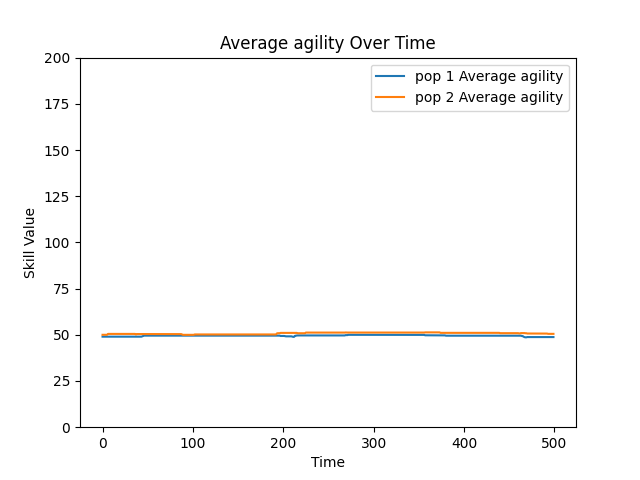 Average agility Over Time
pop 1 Average agility
pop 2 Average agility
Skill Value
200
175
150
125
100
75
50
25
0
0 100 200 300 400 500
Time